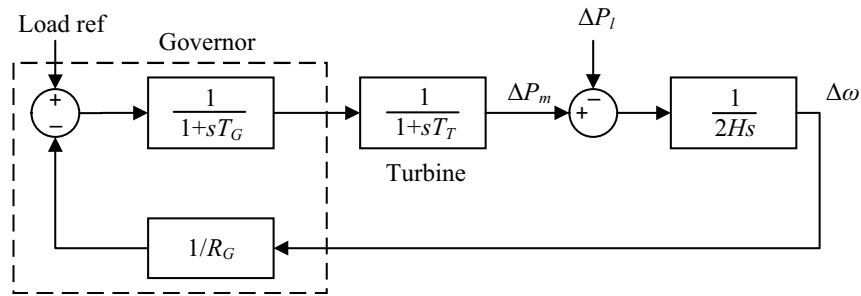 Load ref
Governor
ΔP_l
+
−
1
1+sT_G
1
1+sT_T
ΔP_m
+
−
1
2Hs
Δω
Turbine
1/R_G